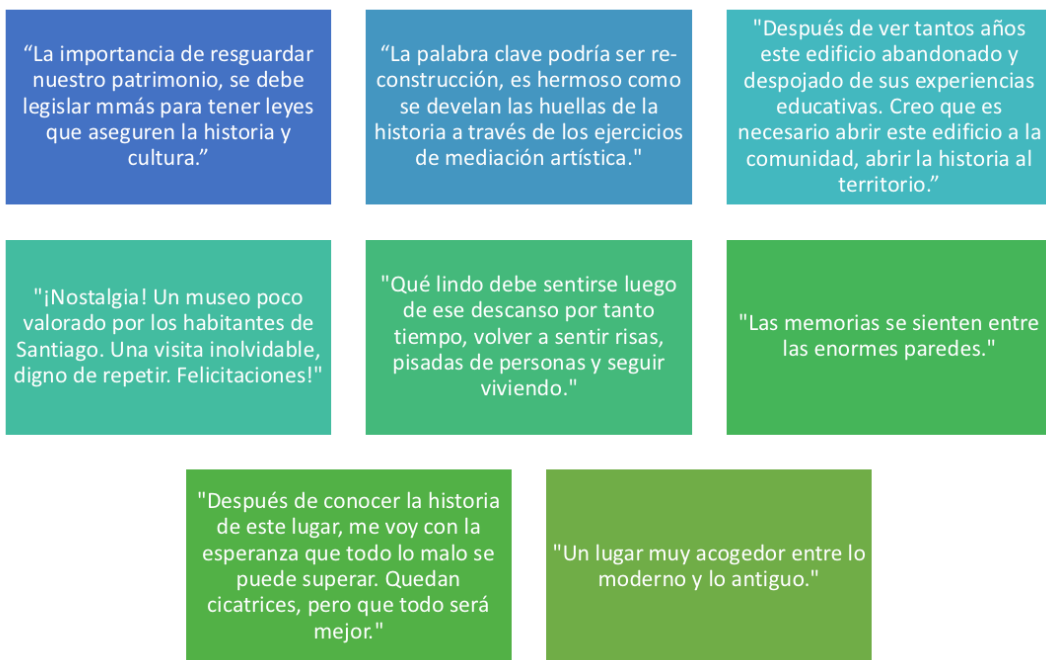 “La importancia de resguardar
nuestro patrimonio, se debe
legislar mmás para tener leyes
que aseguren la historia y
cultura.”
“La palabra clave podría ser re-
construcción, es hermoso como
se develan las huellas de la
historia a través de los ejercicios
de mediación artística."
"Después de ver tantos años
este edificio abandonado y
despojado de sus experiencias
educativas. Creo que es
necesario abrir este edificio a la
comunidad, abrir la historia al
territorio.”
"¡Nostalgia! Un museo poco
valorado por los habitantes de
Santiago. Una visita inolvidable,
digno de repetir. Felicitaciones!"
"Qué lindo debe sentirse luego
de ese descanso por tanto
tiempo, volver a sentir risas,
pisadas de personas y seguir
viviendo."
"Las memorias se sienten entre
las enormes paredes."
"Después de conocer la historia
de este lugar, me voy con la
esperanza que todo lo malo se
puede superar. Quedan
cicatrices, pero que todo será
mejor."
"Un lugar muy acogedor entre lo
moderno y lo antiguo."